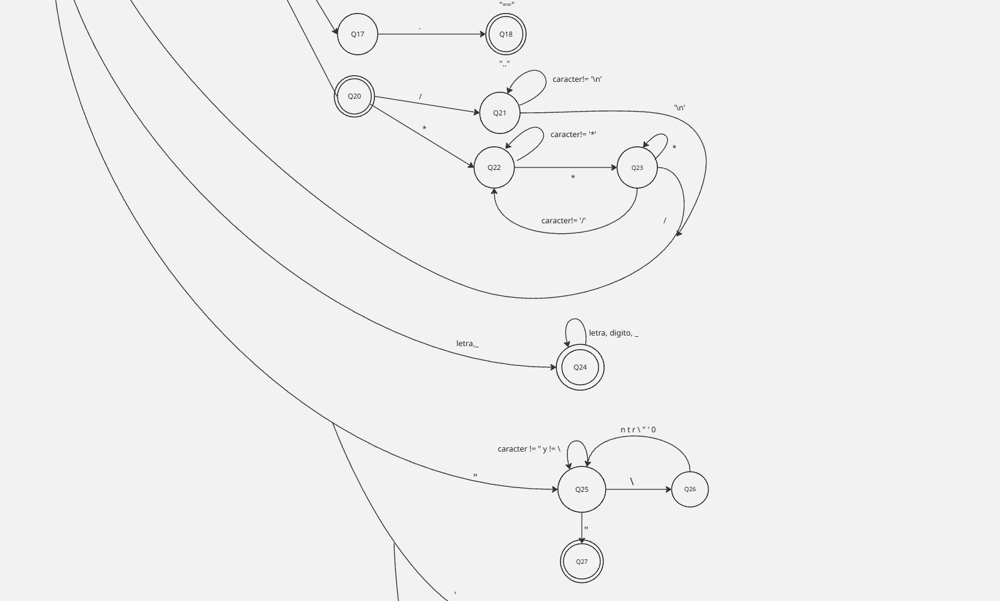 "=="
Q17
.
Q18
".."
caracter!= '\n'
Q20
/
Q21
'\n'
*
caracter!= '*'
*
Q22
Q23
*
caracter!= '/'
/
letra, digito, _
letra,_
Q24
n t r \ " ' 0
caracter != " y != \
"
\
Q25
Q26
"
Q27
'